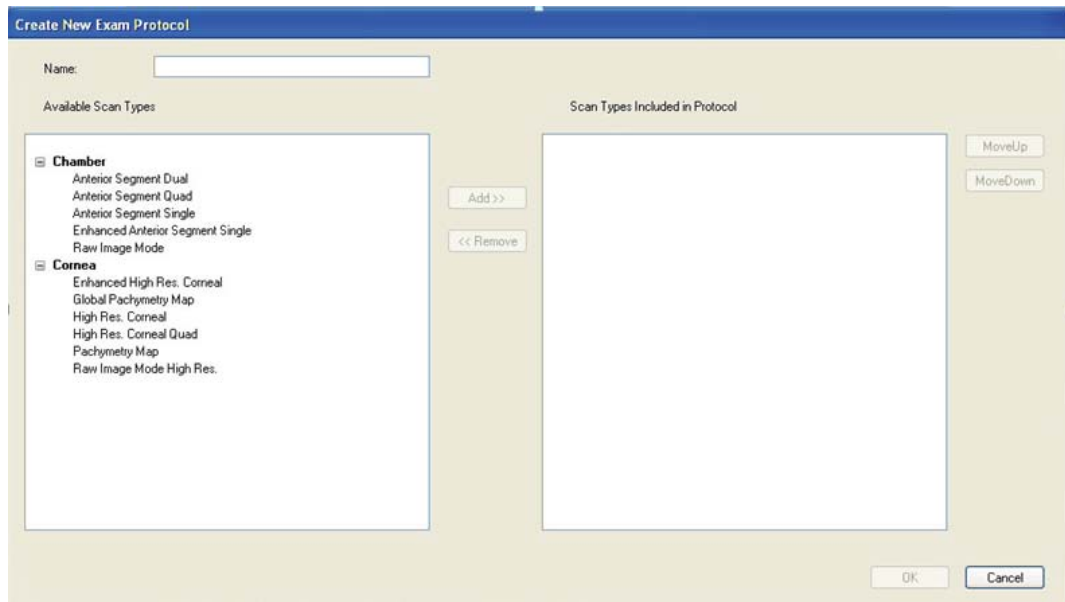 Create New Exam Protocol
Name:
Available Scan Types
Scan Types Included in Protocol
Chamber
Anterior Segment Dual
Anterior Segment Quad
Anterior Segment Single
Enhanced Anterior Segment Single
Raw Image Mode
Cornea
Enhanced High Res. Corneal
Global Pachymetry Map
High Res. Corneal
High Res. Corneal Quad
Pachymetry Map
Raw Image Mode High Res.
Add >>
<< Remove
MoveUp
MoveDown
OK
Cancel